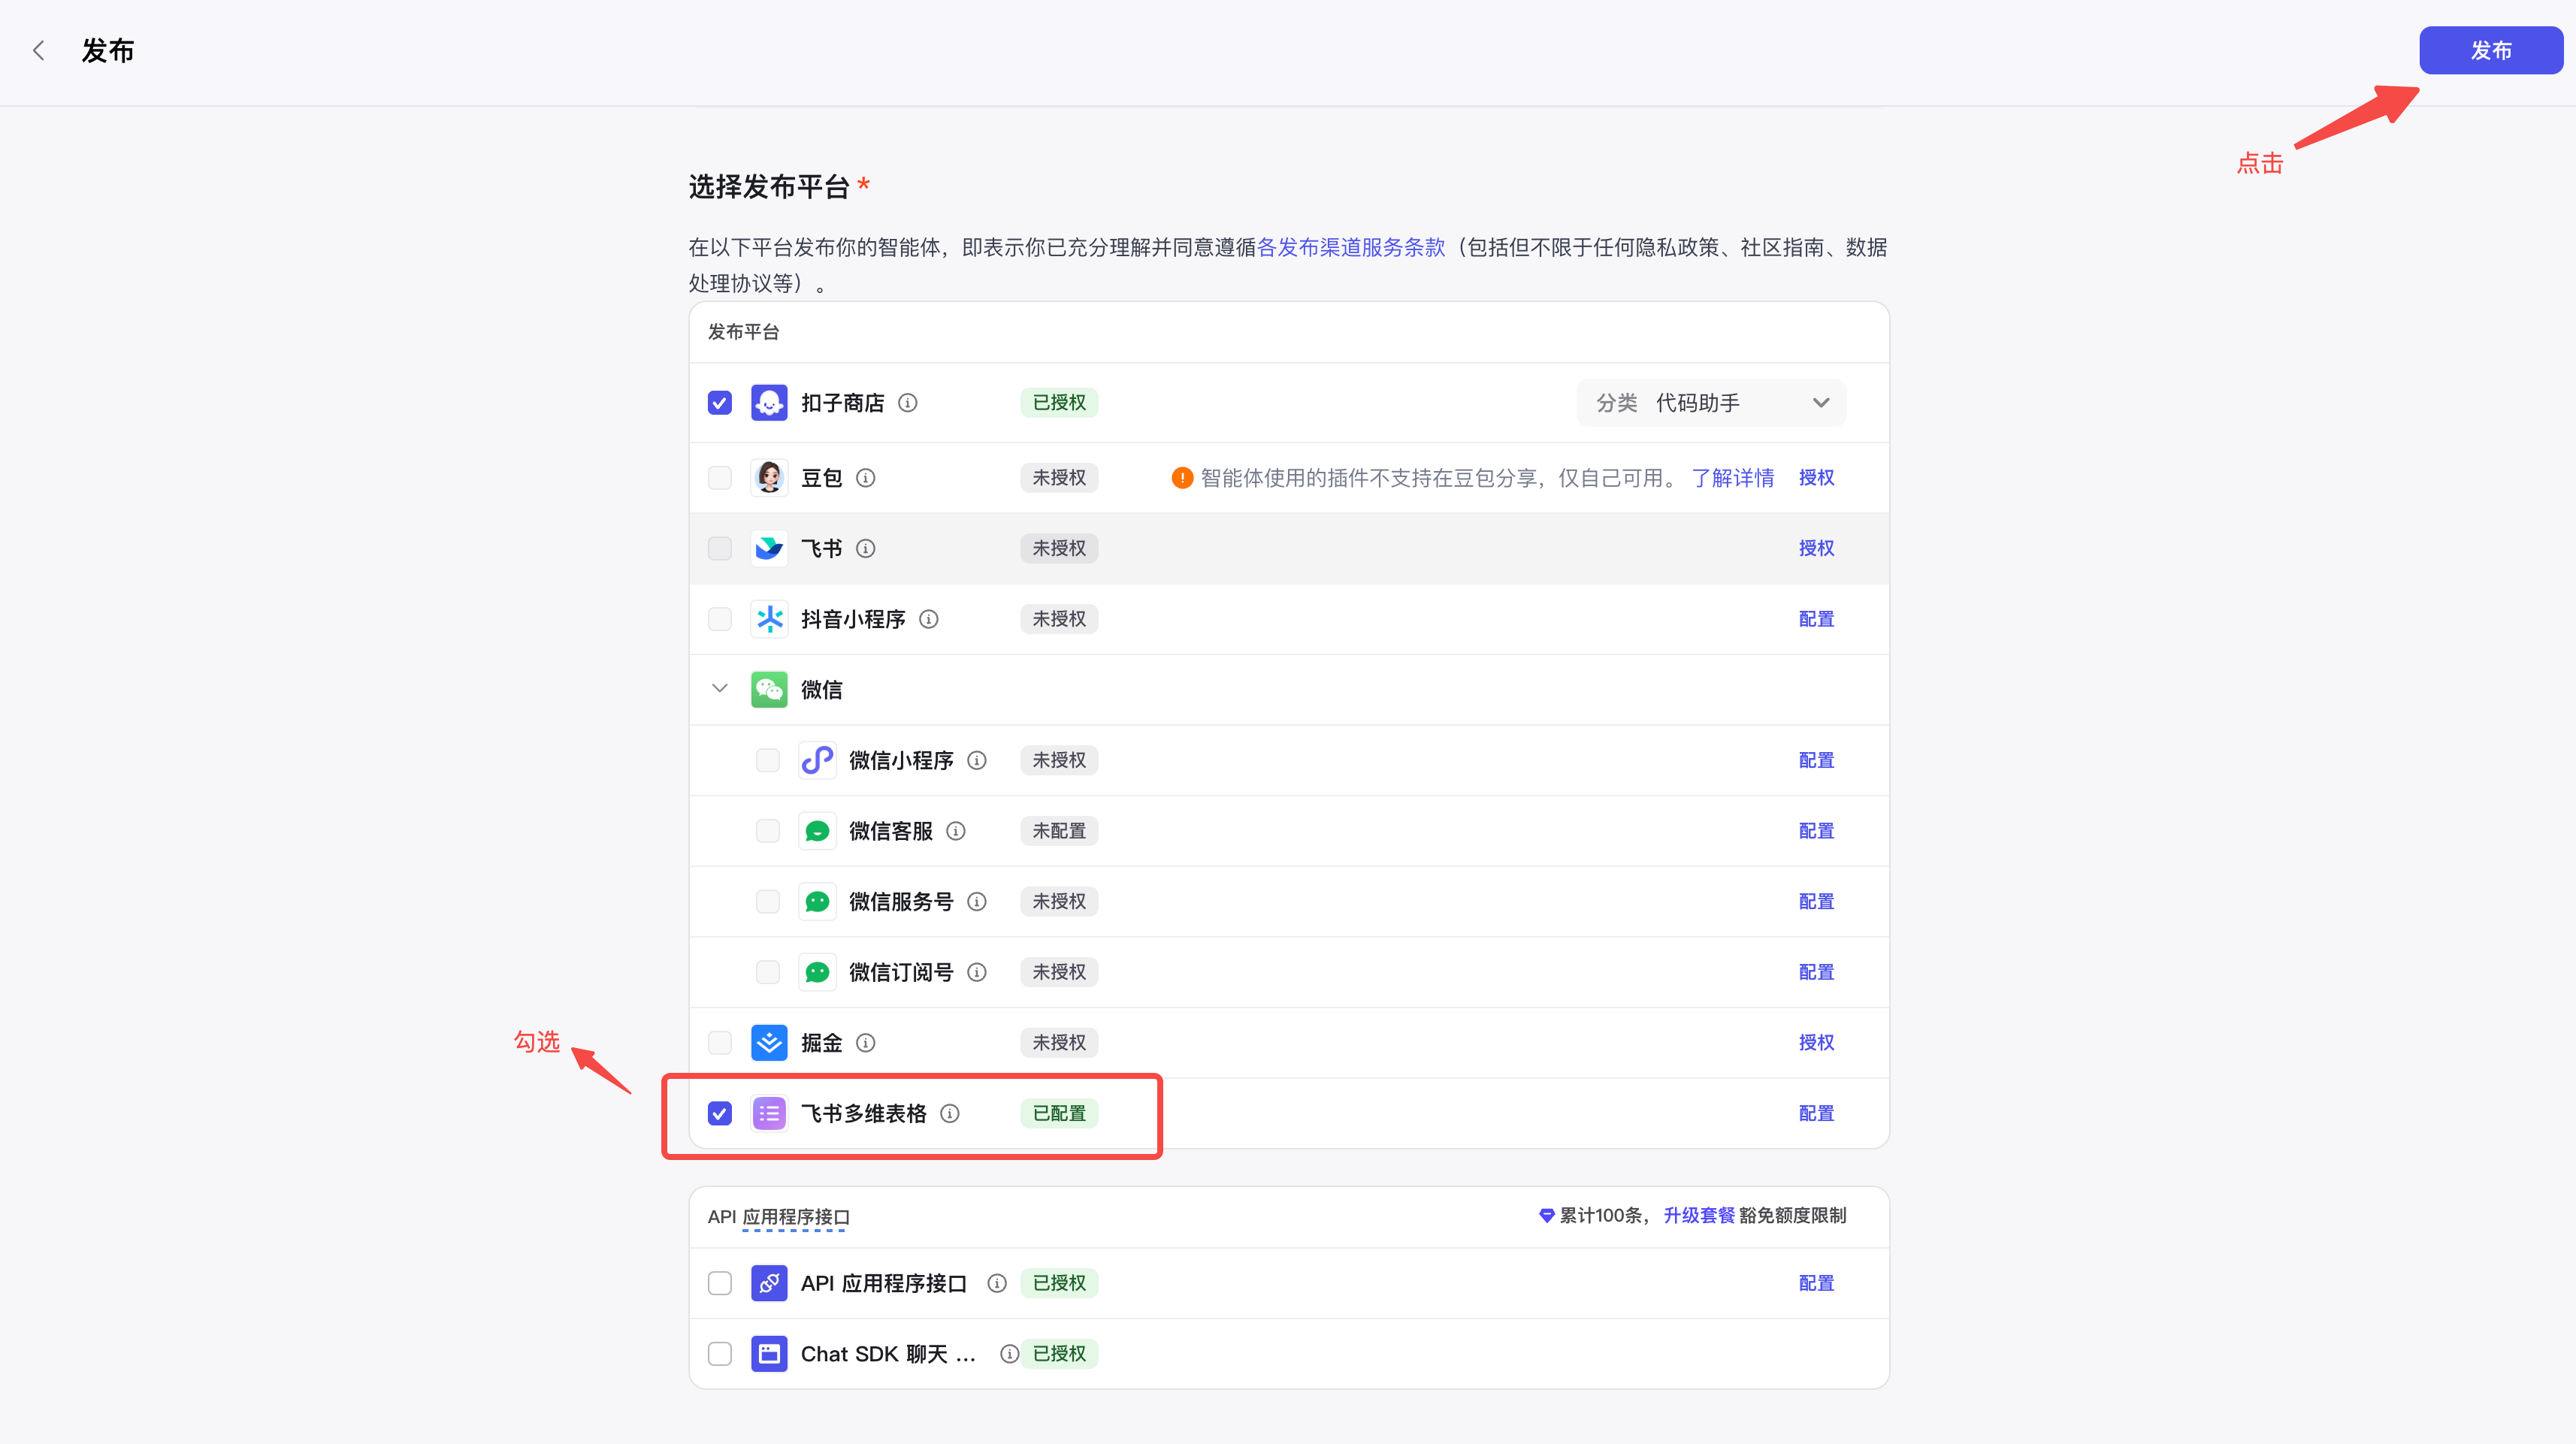 发布
发布
点击
选择发布平台 *
在以下平台发布你的智能体，即表示你已充分理解并同意遵循各发布渠道服务条款（包括但不限于任何隐私政策、社区指南、数据
处理协议等）。
发布平台
扣子商店 已授权 分类 代码助手
豆包 未授权 智能体使用的插件不支持在豆包分享，仅自己可用。 了解详情 授权
飞书 未授权 授权
抖音小程序 未授权 配置
微信
微信小程序 未授权 配置
微信客服 未配置 配置
微信服务号 未授权 配置
微信订阅号 未授权 配置
勾选
掘金 未授权 授权
飞书多维表格 已配置 配置
API 应用程序接口 累计100条， 升级套餐 豁免额度限制
API 应用程序接口 已授权 配置
Chat SDK 聊天 ... 已授权